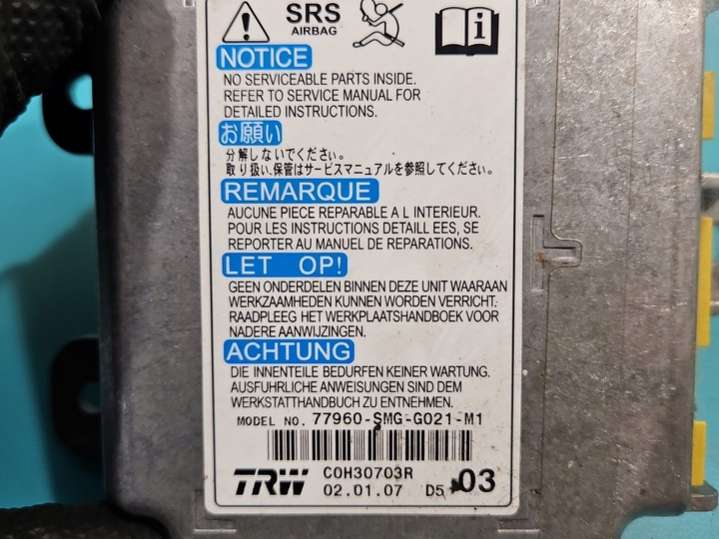 SRS
AIRBAG
NOTICE
NO SERVICEABLE PARTS INSIDE.
REFER TO SERVICE MANUAL FOR
DETAILED INSTRUCTIONS.
お願い
分解しないでください。
取り扱い、保管はサービスマニュアルを参照してください。
REMARQUE
AUCUNE PIECE REPARABLE A L INTERIEUR.
POUR LES INSTRUCTIONS DETAILL EES, SE
REPORTER AU MANUEL DE REPARATIONS.
LET OP!
GEEN ONDERDELEN BINNEN DEZE UNIT WAARAAN
WERKZAAMHEDEN KUNNEN WORDEN VERRICHT:
RAADPLEEG HET WERKPLAATSHANDBOEK VOOR
NADERE AANWIJZINGEN.
ACHTUNG
DIE INNENTEILE BEDURFEN KEINER WARTUNG.
AUSFUHRLICHE ANWEISUNGEN SIND DEM
WERKSTATTHANDBUCH ZU ENTNEHMEN.
MODEL NO. 77960-SMG-G021-M1
TRW C0H30703R
02.01.07 D5 03